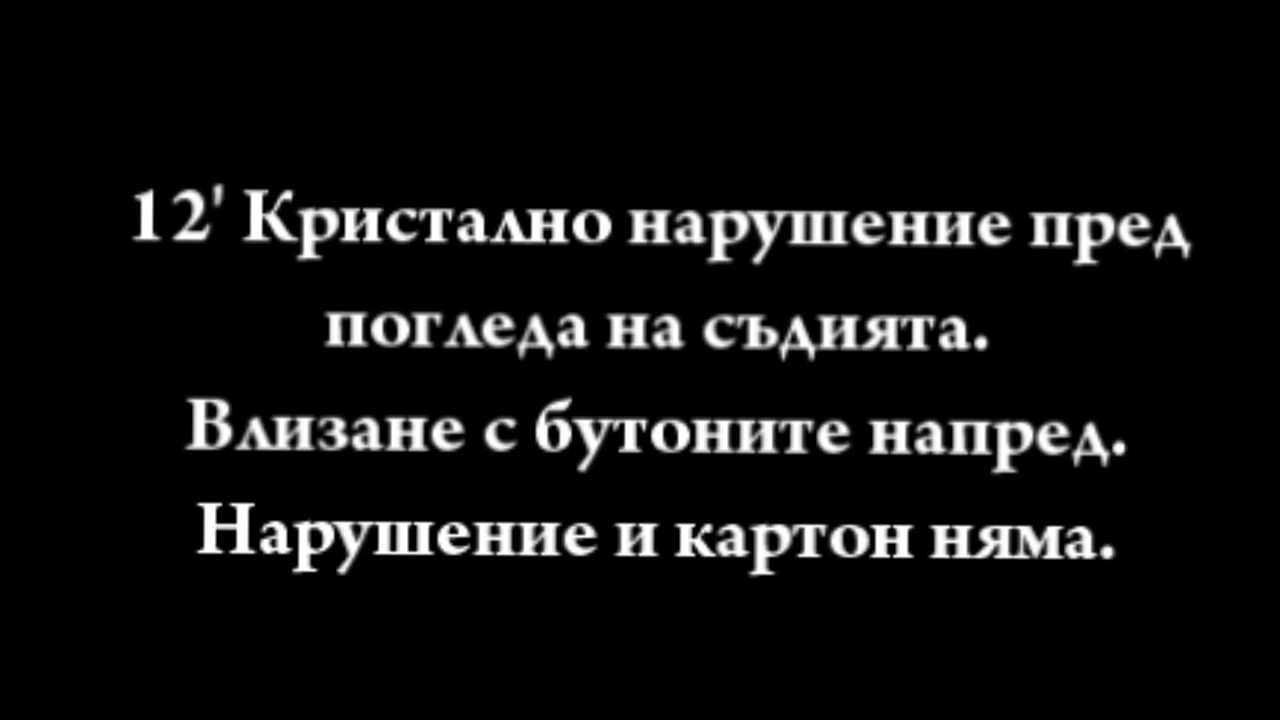 12' Кристално нарушение пред
погледа на съдията.
Влизане с бутоните напред.
Нарушение и картон няма.